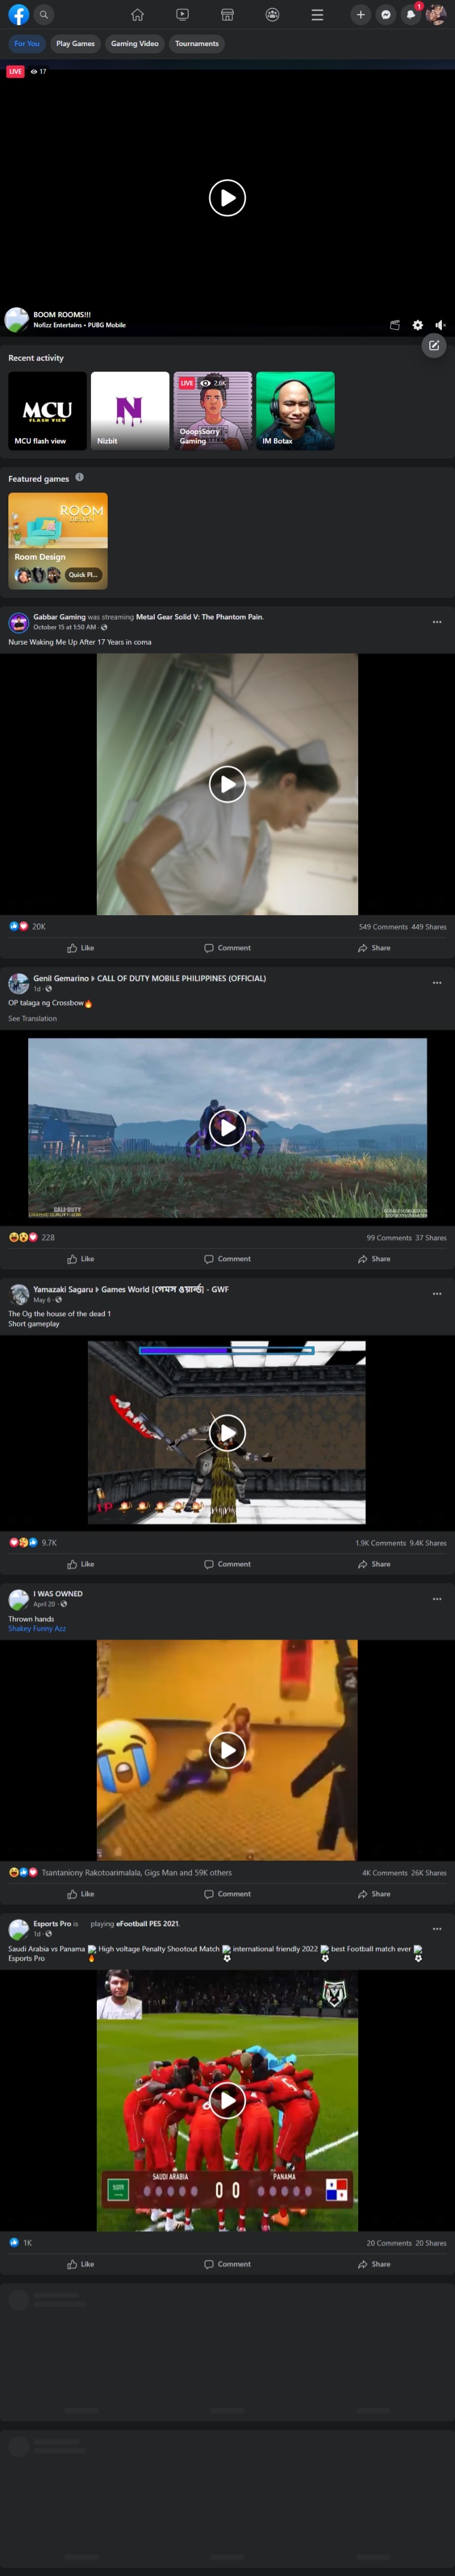 1
For You
Play Games
Gaming Video
Tournaments
LIVE
17
BOOM ROOMS!!!
Nofizz Entertains • PUBG Mobile
Recent activity
MCU
FLASH VIEW
MCU flash view
N
Nizbit
LIVE
2.6K
OoopsSorry
Gaming
IM Botax
Featured games
ROOM
DESIGN
Room Design
Quick Pl...
Gabbar Gaming was streaming Metal Gear Solid V: The Phantom Pain.
October 15 at 1:50 AM ·
Nurse Waking Me Up After 17 Years in coma
20K
549 Comments 449 Shares
Like
Comment
Share
Genil Gemarino ▸ CALL OF DUTY MOBILE PHILIPPINES (OFFICIAL)
1d ·
OP talaga ng Crossbow🔥
See Translation
CALL·DUTY
228
99 Comments 37 Shares
Like
Comment
Share
Yamazaki Sagaru ▸ Games World [গেমস ওয়ার্ল্ড] - GWF
May 6 ·
The Og the house of the dead 1
Short gameplay
1P
9.7K
1.9K Comments 9.4K Shares
Like
Comment
Share
I WAS OWNED
April 20 ·
Thrown hands
Shakey Funny Azz
Tsantaniony Rakotoarimalala, Gigs Man and 59K others
4K Comments 26K Shares
Like
Comment
Share
Esports Pro is playing eFootball PES 2021.
1d ·
Saudi Arabia vs Panama 🔥 High voltage Penalty Shootout Match ⚽ international friendly 2022 ⚽ best Football match ever ⚽
Esports Pro
SAUDI ARABIA
PANAMA
0 0
1K
20 Comments 20 Shares
Like
Comment
Share